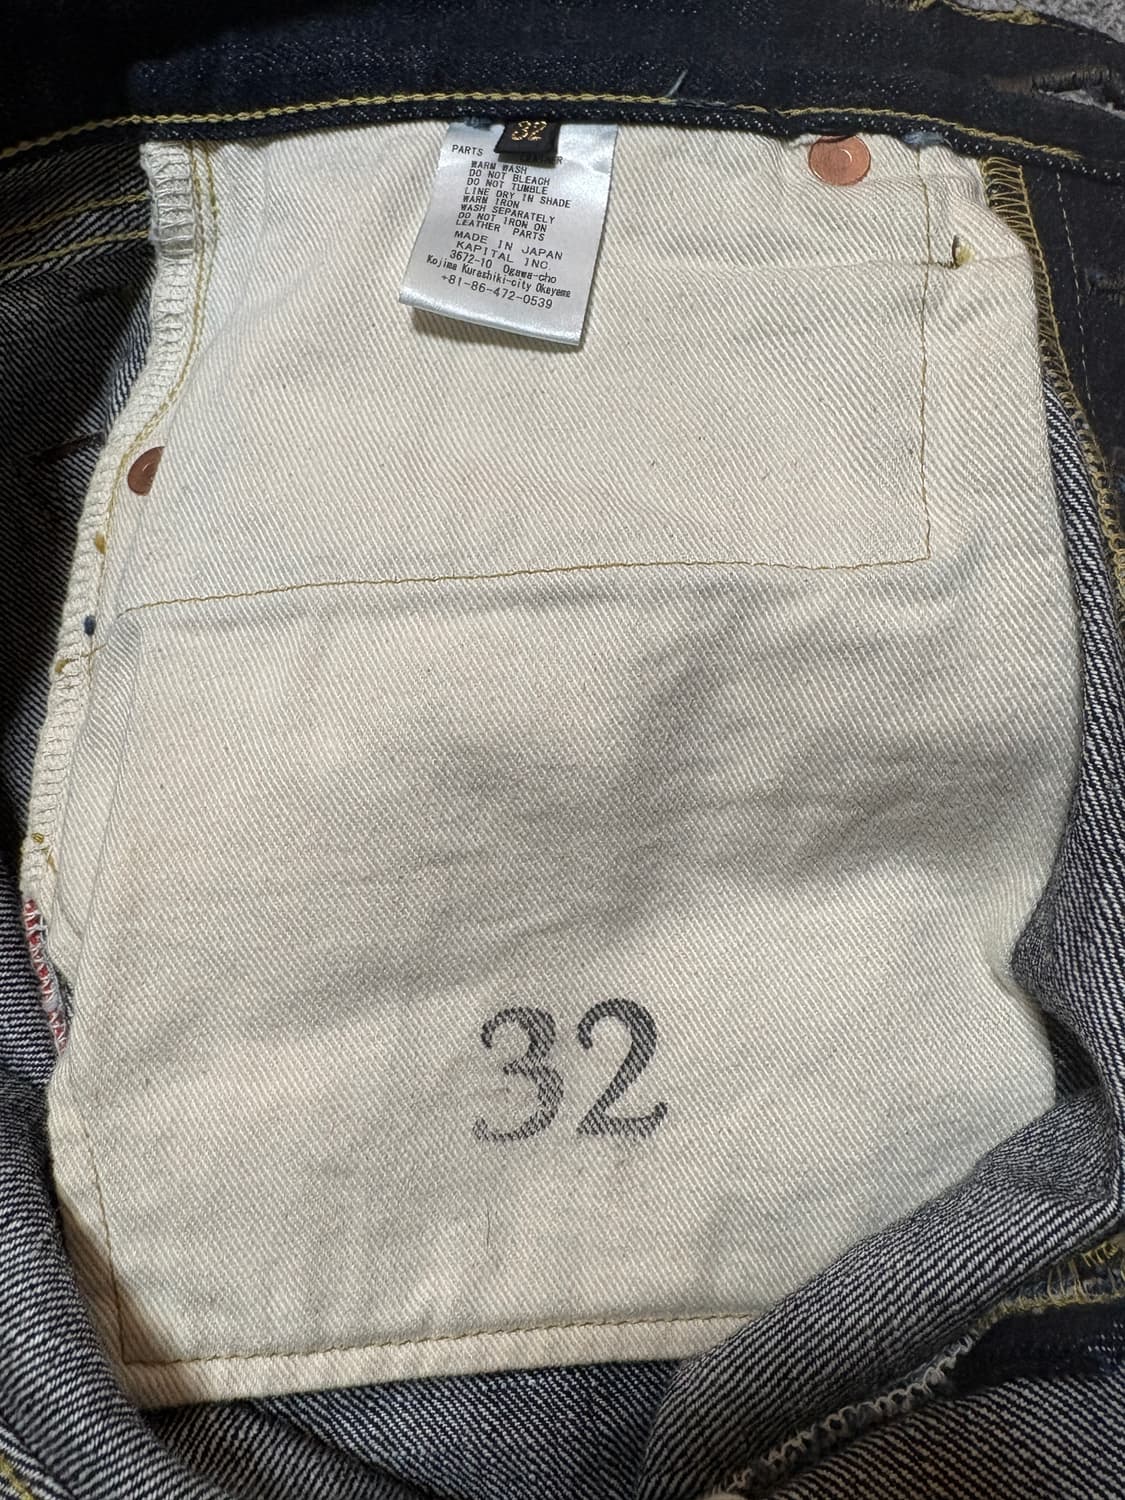 32
PARTS
WARM WASH
DO NOT BLEACH
DO NOT TUMBLE
LINE DRY IN SHADE
WARM IRON
WASH SEPARATELY
DO NOT IRON ON
LEATHER PARTS
MADE IN JAPAN
KAPITAL INC.
3672-10 Ogawa-cho
Kojima Kurashiki-city Okayama
+81-86-472-0539
32